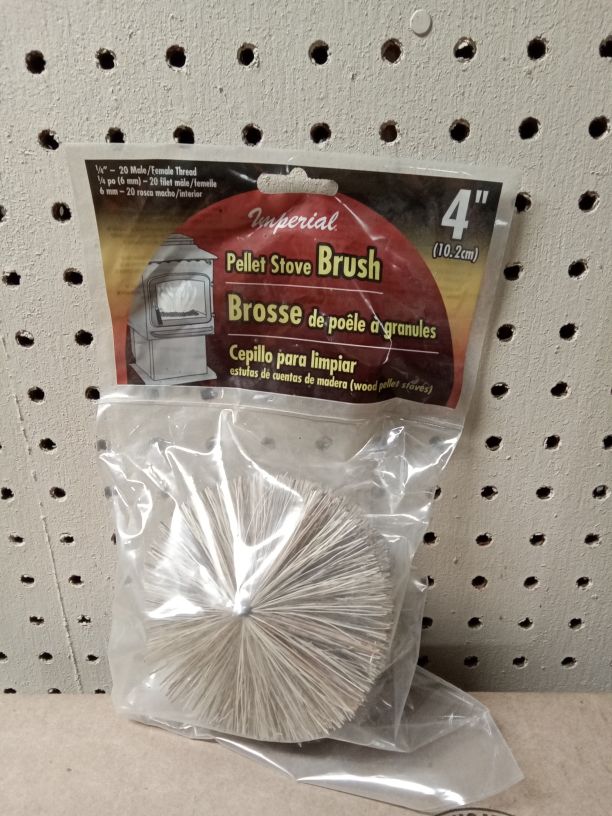 ¼" – 20 Male/Female Thread
¼ po (6 mm) – 20 filet mâle/femelle
6 mm – 20 rosca macho/interior
4"
(10.2cm)
Imperial
Pellet Stove Brush
Brosse de poêle à granules
Cepillo para limpiar
estufas de cuentas de madera (wood pellet stoves)